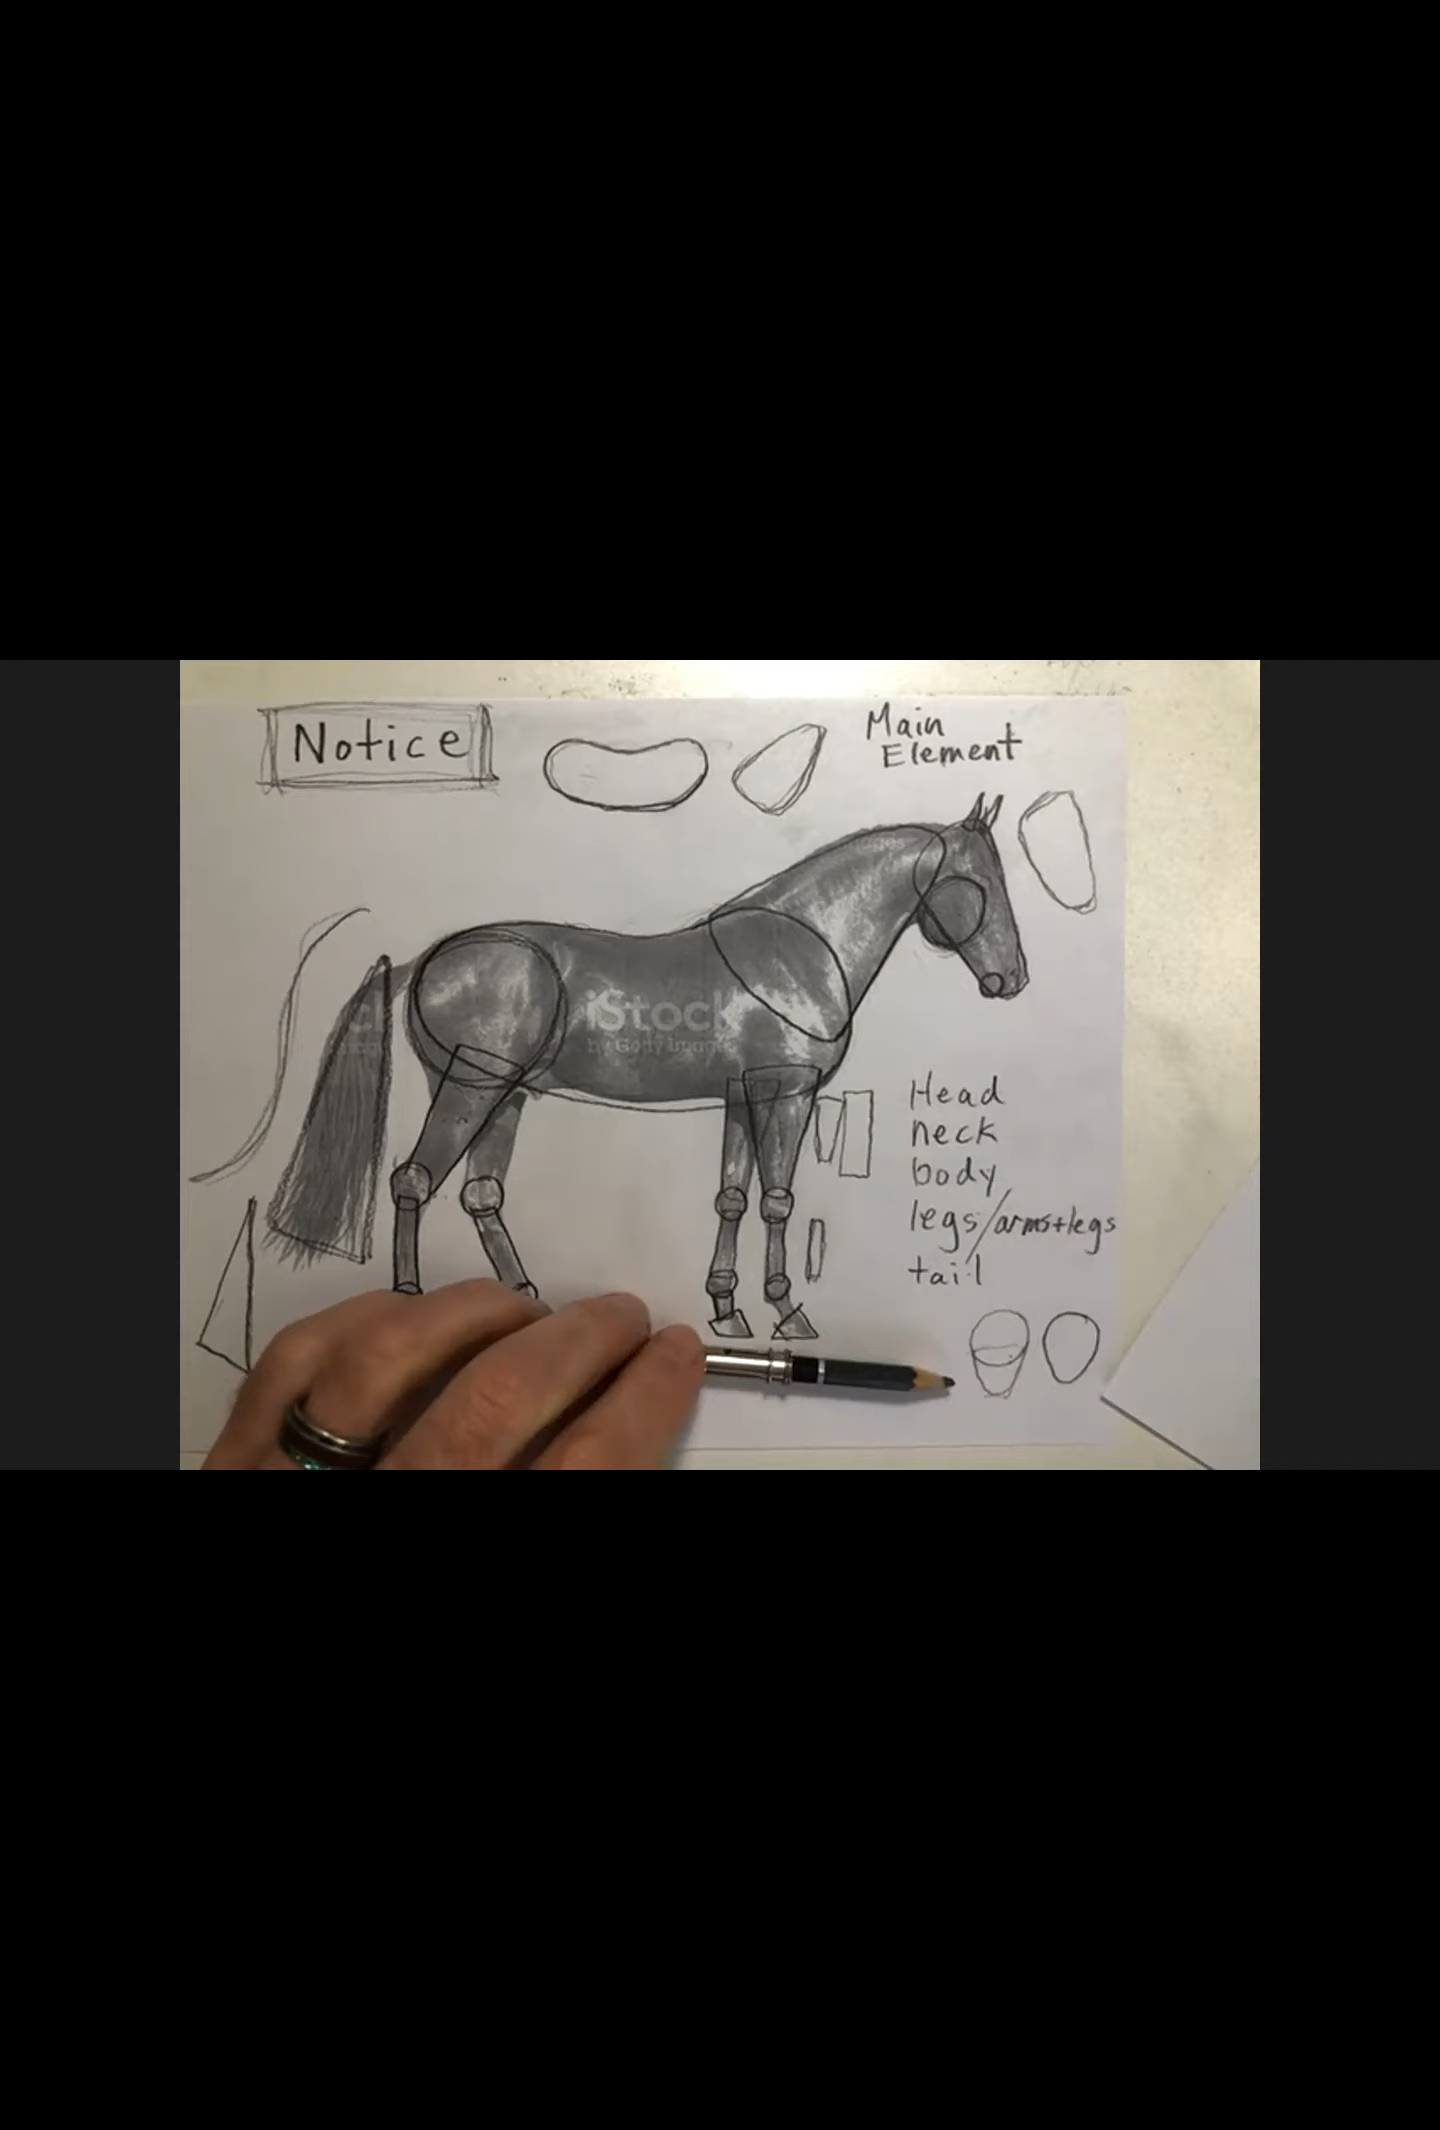 Notice
Main
Element
iStock
by Getty Images
Head
neck
body
legs/arms+legs
tail